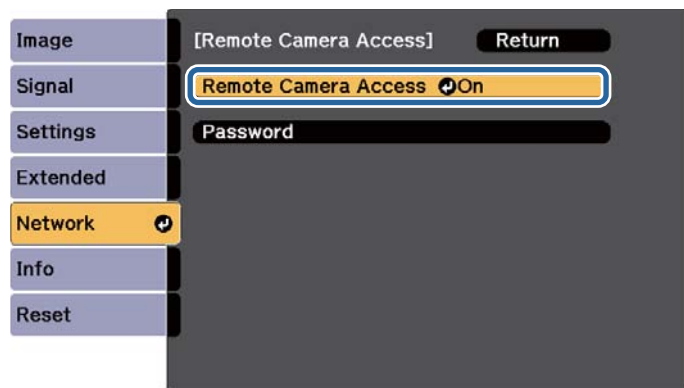 Image
Signal
Settings
Extended
Network
Info
Reset
[Remote Camera Access] Return
Remote Camera Access On
Password